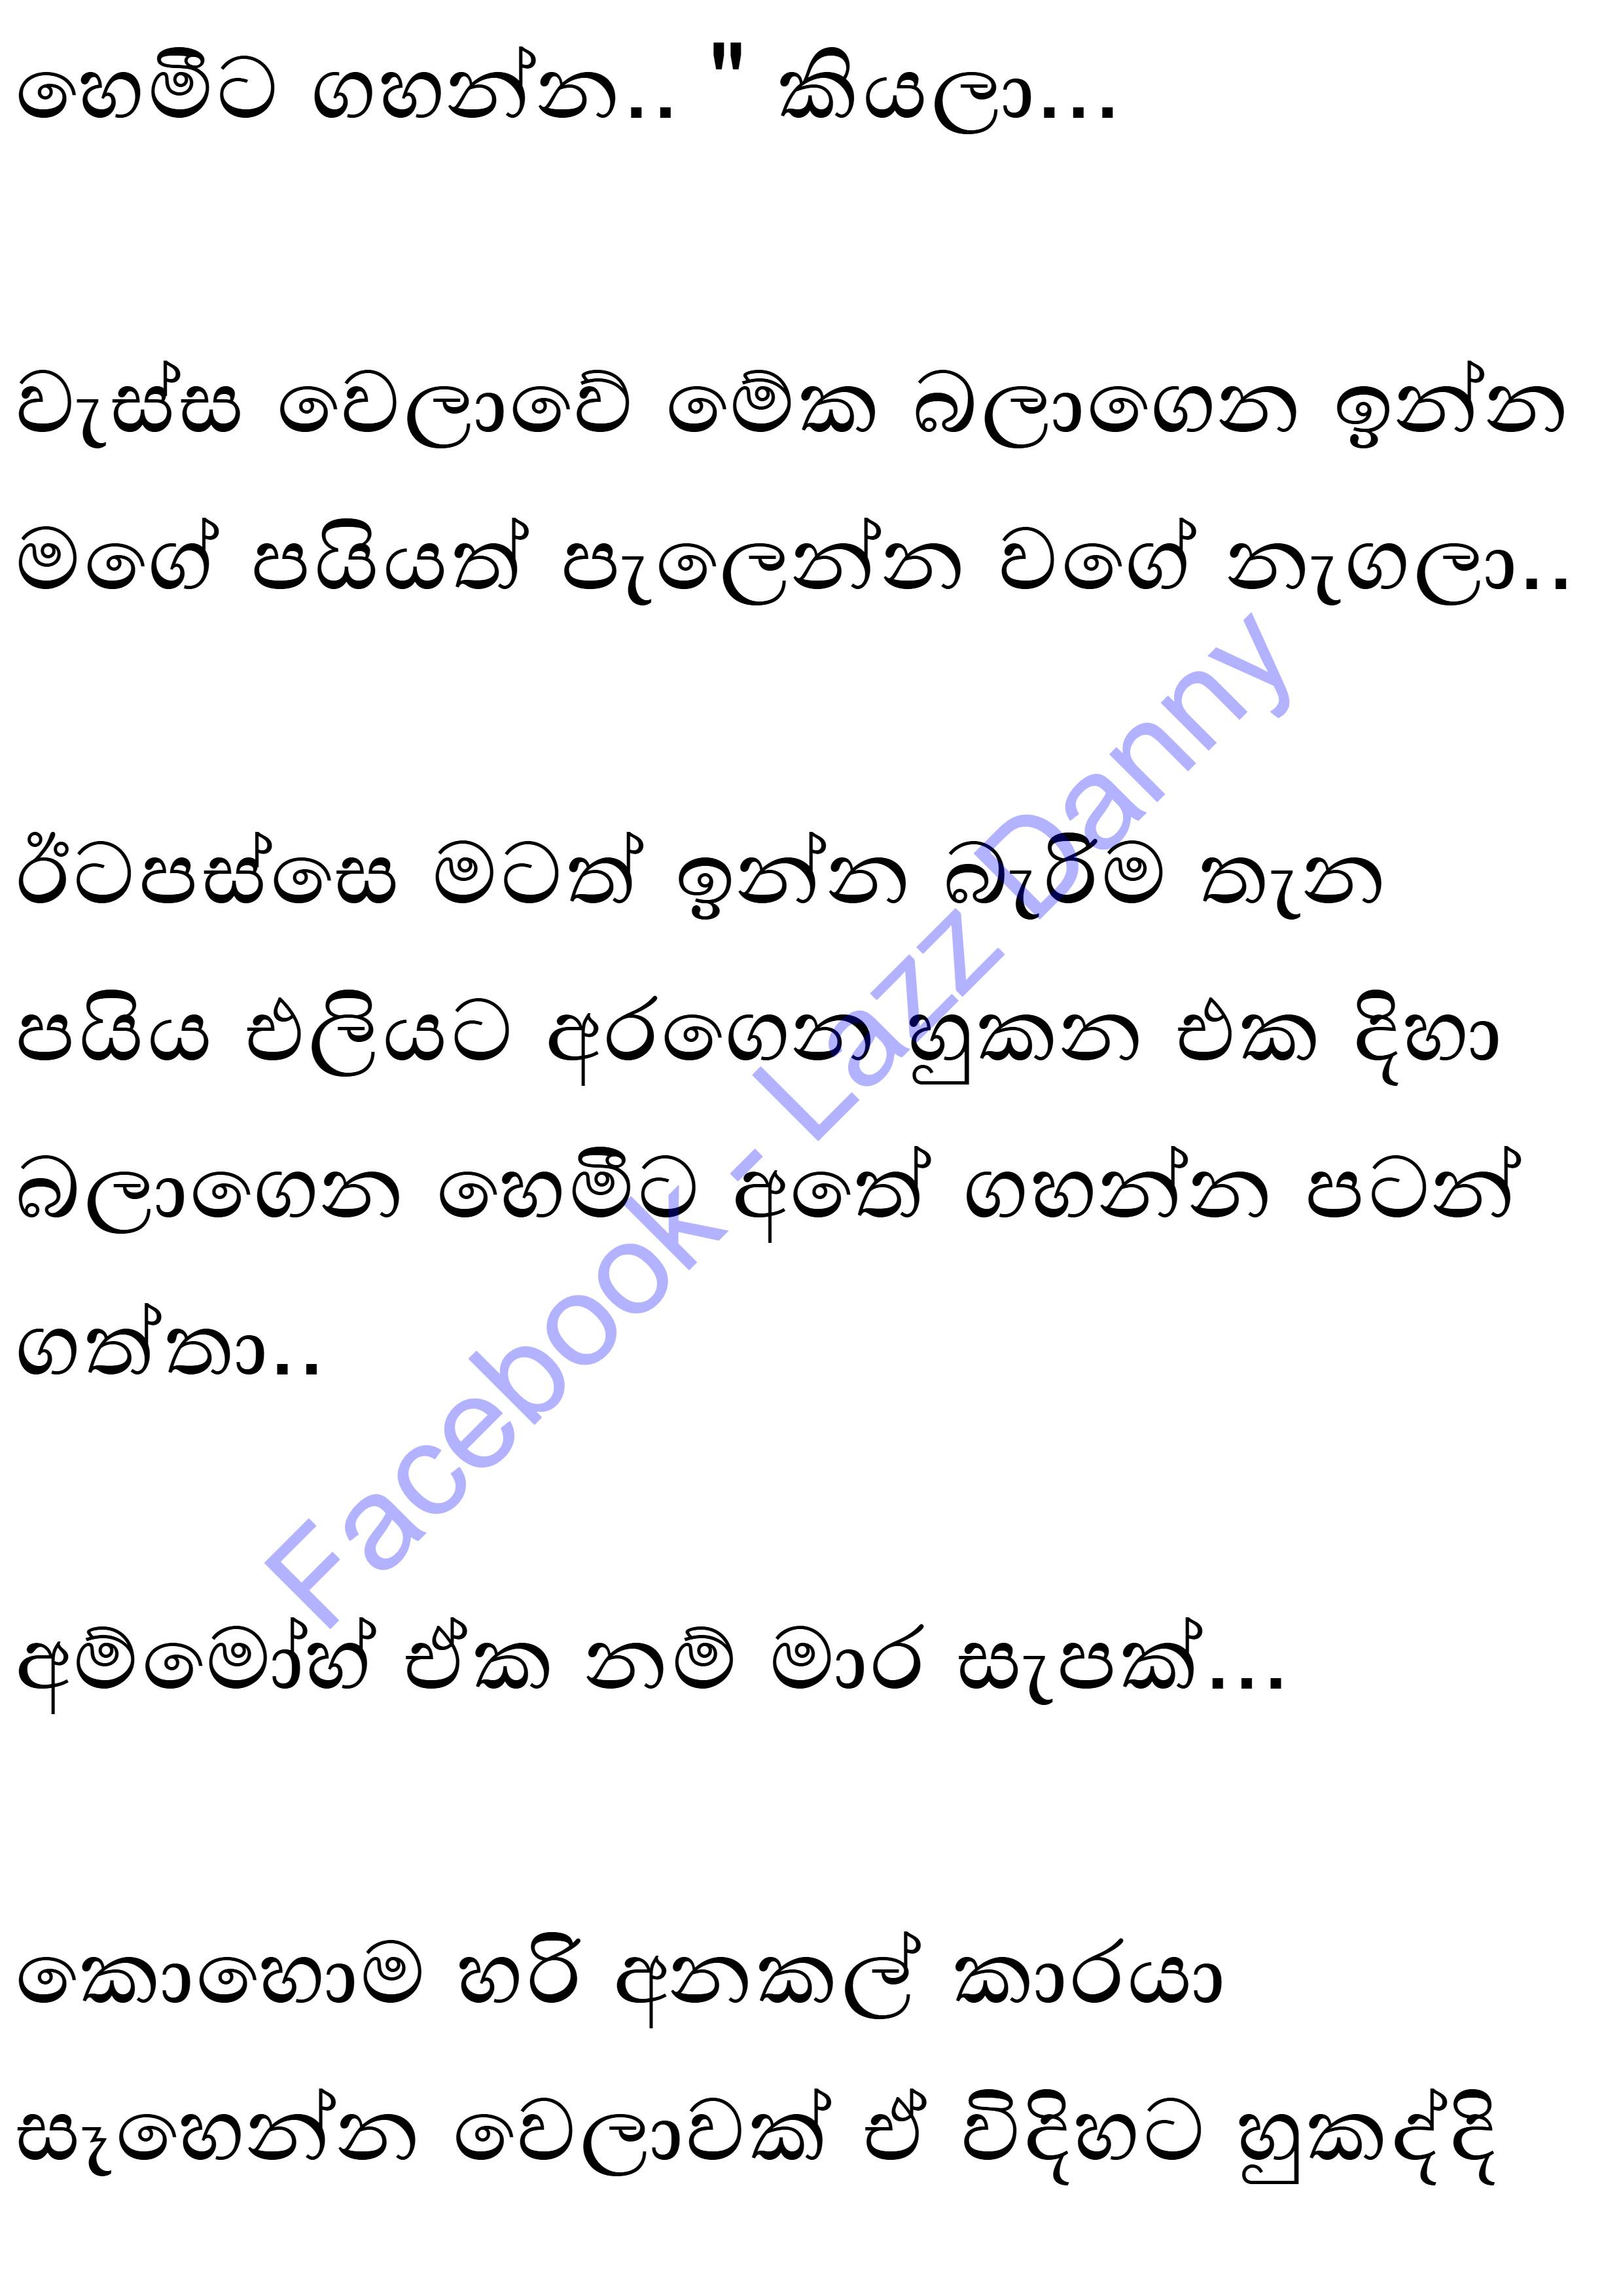 හෙමීට ගහන්න.. " කියලා...
වැස්ස වෙලාවේ මේක බලාගෙන ඉන්න
මගේ පයියත් පැලෙන්න වගේ නැගලා..
ඊටපස්සෙ මටත් ඉන්න බැරිම තැන
පයිය එලියට අරගෙන හුකන එක දිහා
බලාගෙන හෙමීට අතේ ගහන්න පටන්
ගත්තා..
අම්මෝහ් ඒක නම් මාර සැපක්...
කොහොම හරි අනකල් කාරයා
සෑහෙන්න වෙලාවක් ඒ විදිහට හුකද්දි
Facebook - Lazz Danny